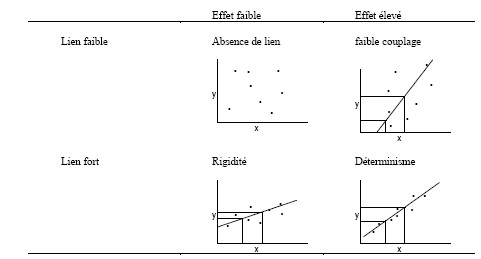 Effet faible Effet élevé
Lien faible Absence de lien faible couplage
y y
x x
Lien fort Rigidité Déterminisme
y y
x x